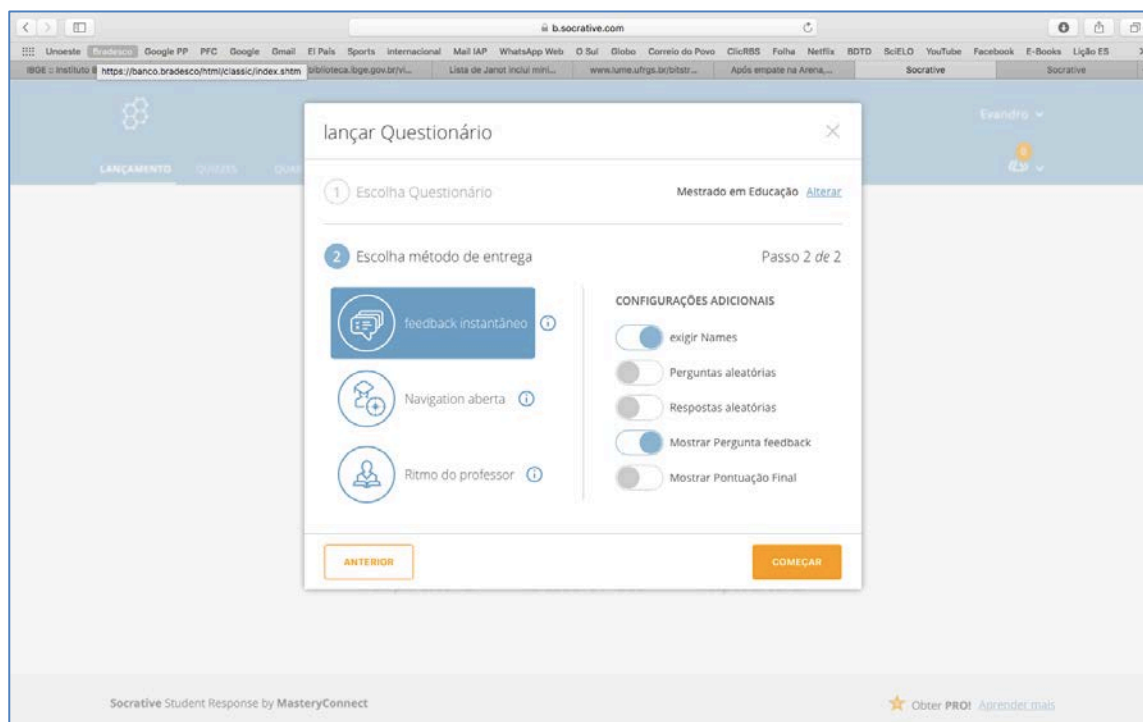 b.socrative.com
Unoeste Bradesco Google PP PFC Google Gmail El País Sports internacional Mail IAP WhatsApp Web O Sul Globo Correio do Povo ClicRBS Folha Netflix BDTD SciELO YouTube Facebook E-Books Lição ES
IBGE :: Instituto B https://banco.bradesco/html/classic/index.shtm biblioteca.ibge.gov.br/vi... Lista de Janot inclui mini... www.lume.ufrgs.br/bitstr... Após empate na Arena,... Socrative Socrative
Evandro
lançar Questionário
LANÇAMENTO QUIZZES
0
1 Escolha Questionário Mestrado em Educação Alterar
2 Escolha método de entrega Passo 2 de 2
CONFIGURAÇÕES ADICIONAIS
feedback instantâneo
exigir Names
Perguntas aleatórias
Navigation aberta
Respostas aleatórias
Mostrar Pergunta feedback
Ritmo do professor
Mostrar Pontuação Final
ANTERIOR COMEÇAR
Socrative Student Response by MasteryConnect Obter PRO! Aprender mais